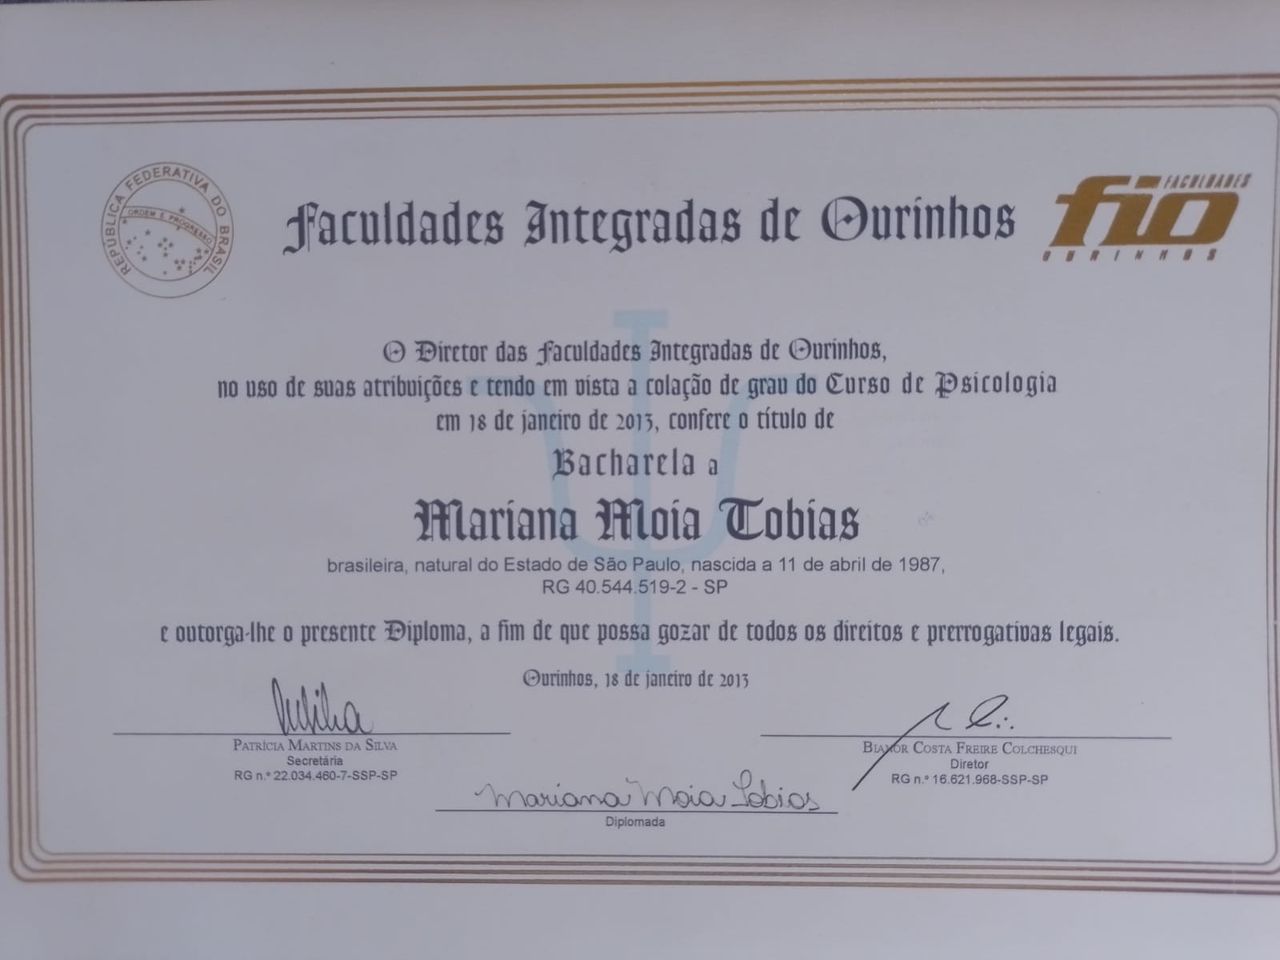 REPÚBLICA FEDERATIVA DO BRASIL
ORDEM E PROGRESSO
Faculdades Integradas de Ourinhos
FACULDADES
fio
OURINHOS
O Diretor das Faculdades Integradas de Ourinhos,
no uso de suas atribuições e tendo em vista a colação de grau do Curso de Psicologia
em 18 de janeiro de 2013, confere o título de
Bacharela a
Mariana Moia Tobias
brasileira, natural do Estado de São Paulo, nascida a 11 de abril de 1987,
RG 40.544.519-2 - SP
e outorga-lhe o presente Diploma, a fim de que possa gozar de todos os direitos e prerrogativas legais.
Ourinhos, 18 de janeiro de 2013
PATRÍCIA MARTINS DA SILVA
Secretária
RG n.º 22.034.460-7-SSP-SP
BIANOR COSTA FREIRE COLCHESQUI
Diretor
RG n.º 16.621.968-SSP-SP
Mariana Moia Tobias
Diplomada